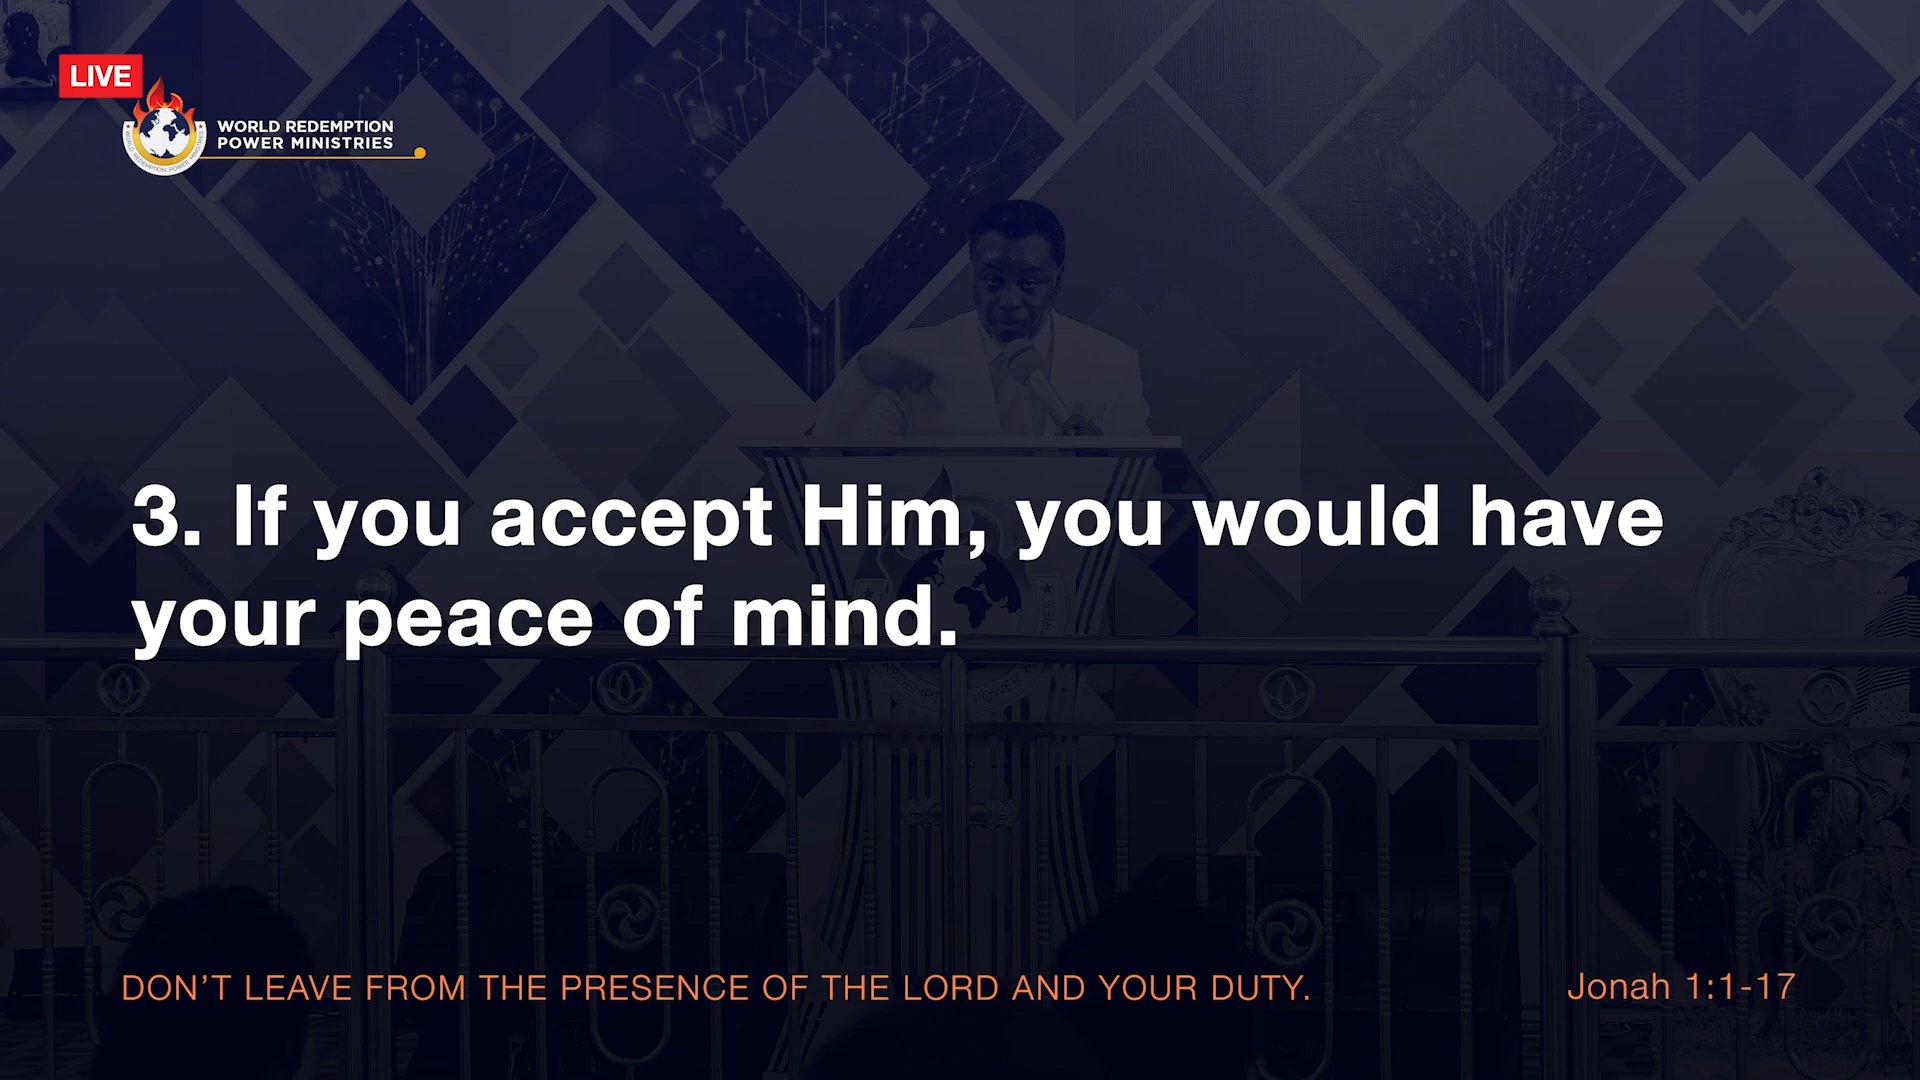 LIVE
WORLD REDEMPTION
POWER MINISTRIES
3. If you accept Him, you would have
your peace of mind.
DON’T LEAVE FROM THE PRESENCE OF THE LORD AND YOUR DUTY.
Jonah 1:1-17